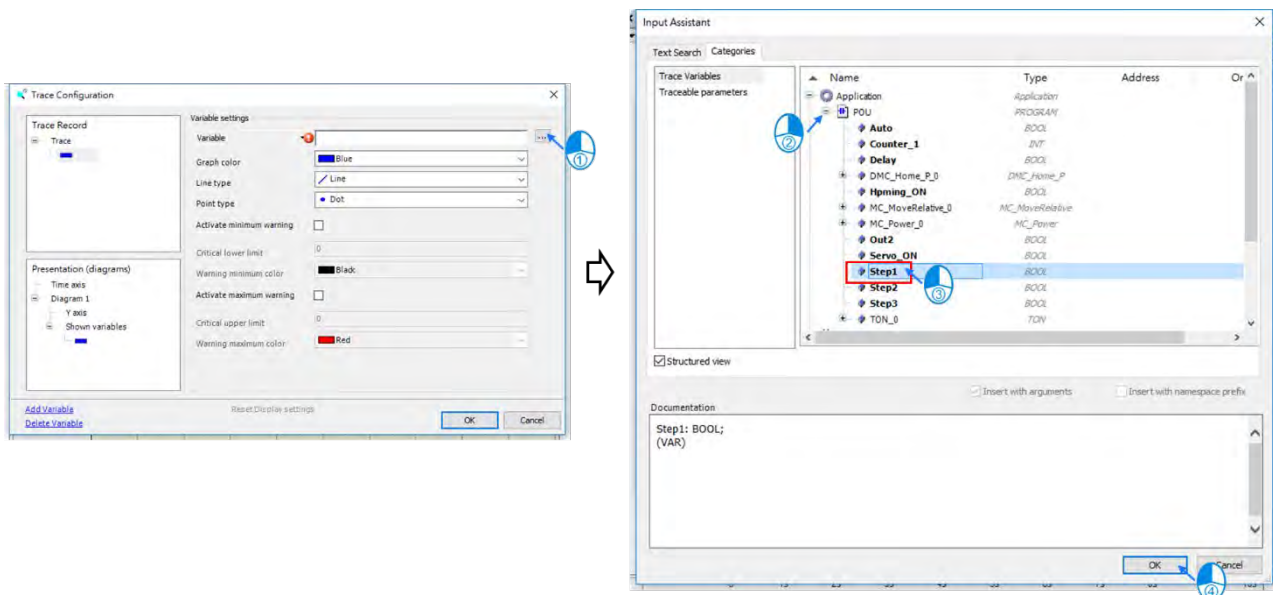 Trace Configuration
Trace Record
Trace
Presentation (diagrams)
Time axis
Diagram 1
Y axis
Shown variables
Add Variable
Delete Variable
Variable settings
Variable
...
①
Graph color
Blue
Line type
Line
Point type
Dot
Activate minimum warning
Critical lower limit
0
Warning minimum color
Black
Activate maximum warning
Critical upper limit
0
Warning maximum color
Red
Reset Display settings
OK
Cancel
Input Assistant
Text Search
Categories
Trace Variables
Traceable parameters
Name Type Address Or
Application Application
POU PROGRAM
②
Auto BOOL
Counter_1 INT
Delay BOOL
DMC_Home_P_0 DMC_Home_P
Hpming_ON BOOL
MC_MoveRelative_0 MC_MoveRelative
MC_Power_0 MC_Power
Out2 BOOL
Servo_ON BOOL
Step1 BOOL
③
Step2 BOOL
Step3 BOOL
TON_0 TON
Structured view
Insert with arguments
Insert with namespace prefix
Documentation
Step1: BOOL;
(VAR)
OK
Cancel
④